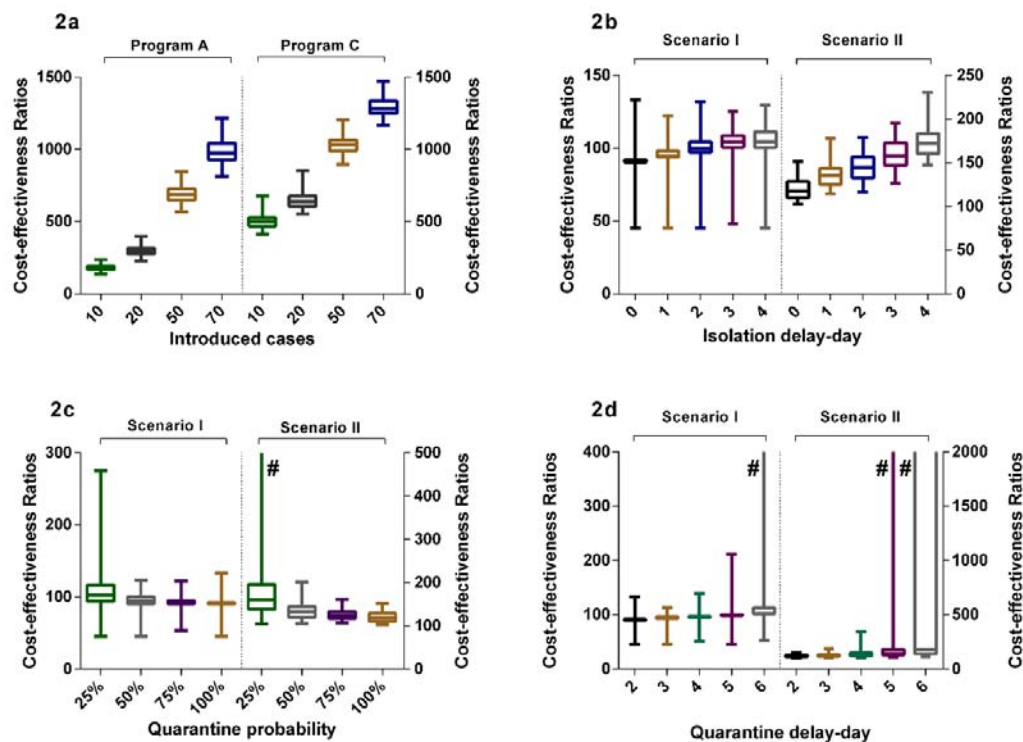 2a
Program A Program C
Cost-effectiveness Ratios
1500
1000
500
0
1500
1000
500
0
Cost-effectiveness Ratios
10 20 50 70 10 20 50 70
Introduced cases
2b
Scenario I Scenario II
Cost-effectiveness Ratios
150
100
50
0
250
200
150
100
50
0
Cost-effectiveness Ratios
0 1 2 3 4 0 1 2 3 4
Isolation delay-day
2c
Scenario I Scenario II
Cost-effectiveness Ratios
300
200
100
0
#
500
400
300
200
100
0
Cost-effectiveness Ratios
25% 50% 75% 100% 25% 50% 75% 100%
Quarantine probability
2d
Scenario I Scenario II
Cost-effectiveness Ratios
400
300
200
100
0
# # #
2000
1500
1000
500
0
Cost-effectiveness Ratios
2 3 4 5 6 2 3 4 5 6
Quarantine delay-day